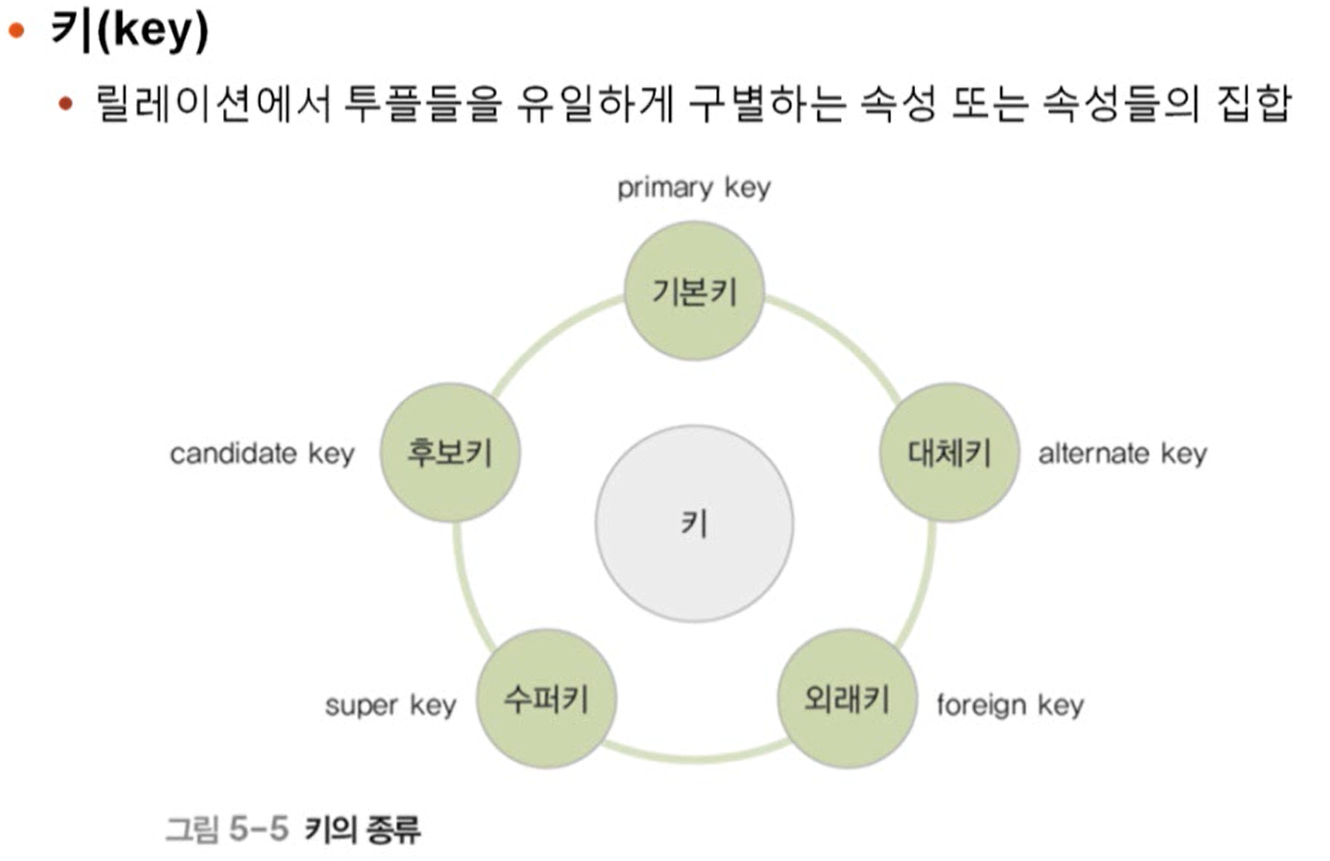 • 키(key)
• 릴레이션에서 투플들을 유일하게 구별하는 속성 또는 속성들의 집합
primary key
기본키
candidate key
후보키
대체키
alternate key
키
super key
수퍼키
외래키
foreign key
그림 5-5 키의 종류